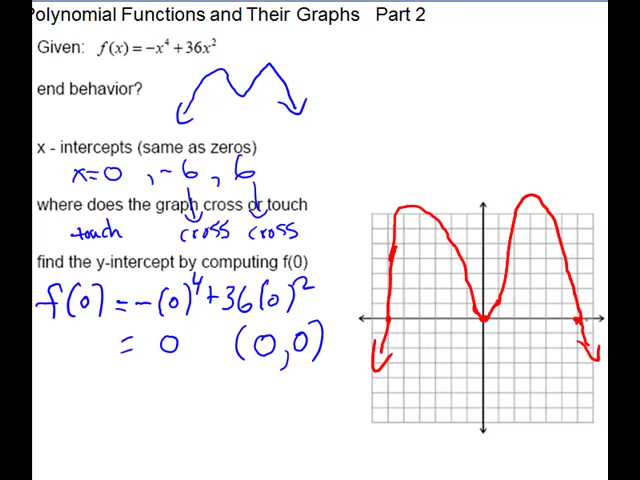 Polynomial Functions and Their Graphs   Part 2
Given: f(x) = −x⁴ + 36x²
end behavior?
x - intercepts (same as zeros)
x=0 , -6 , 6
where does the graph cross or touch
touch cross cross
find the y-intercept by computing f(0)
f(0) = -(0)⁴ + 36(0)²
= 0 (0,0)